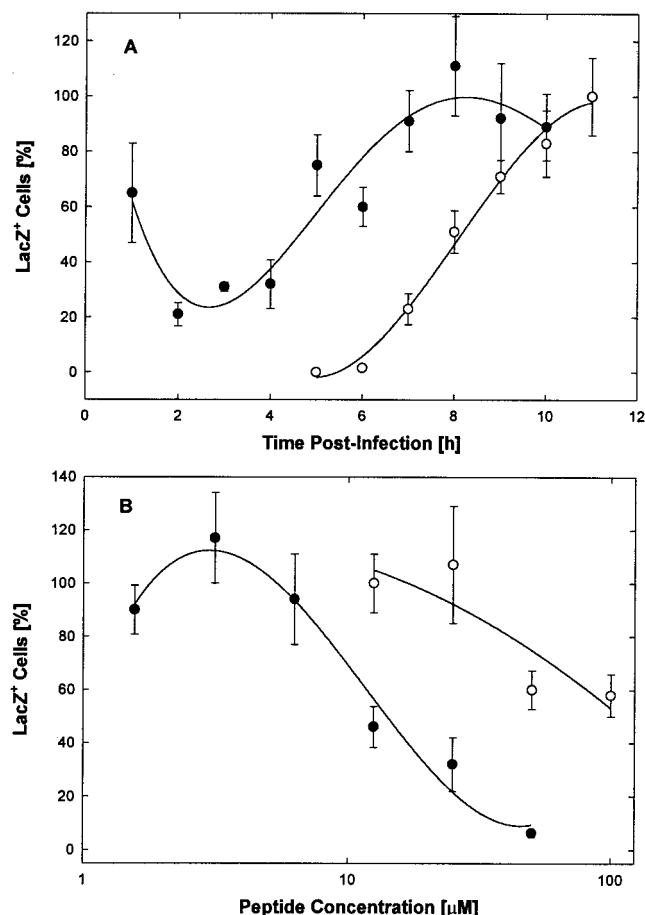 A
LacZ⁺ Cells [%]
120
100
80
60
40
20
0
0 2 4 6 8 10 12
Time Post-Infection [h]
B
LacZ⁺ Cells [%]
140
120
100
80
60
40
20
0
1 10 100
Peptide Concentration [µM]